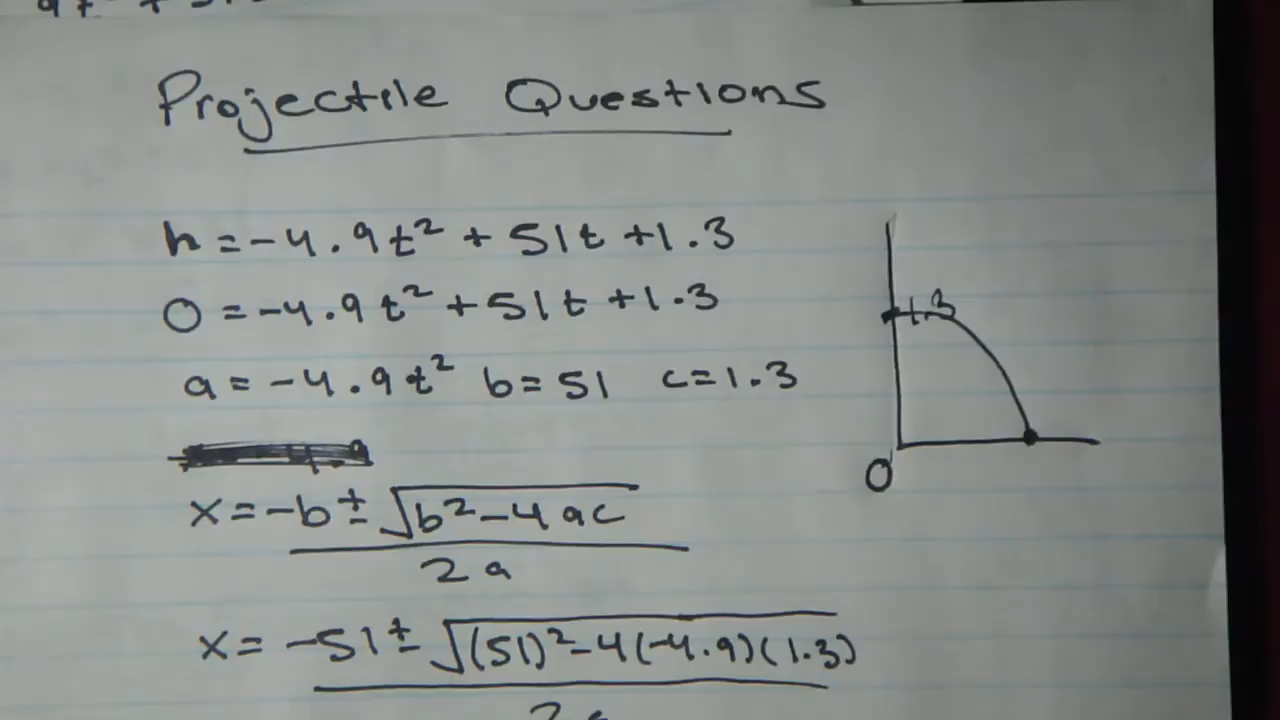 Projectile Questions
h = -4.9t² + 51t + 1.3
0 = -4.9t² + 51t + 1.3
a = -4.9t² b = 51 c = 1.3
1.3
0
x = -b ± √b² - 4ac
2a
x = -51 ± √(51)² - 4(-4.9)(1.3)